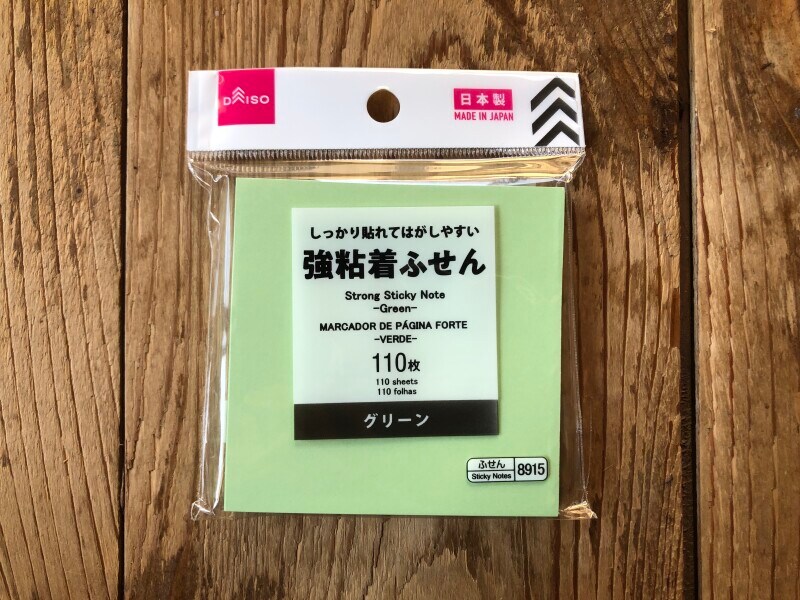 DAISO
日本製
MADE IN JAPAN
しっかり貼れてはがしやすい
強粘着ふせん
Strong Sticky Note
-Green-
MARCADOR DE PÁGINA FORTE
-VERDE-
110枚
110 sheets
110 folhas
グリーン
ふせん
Sticky Notes
8915